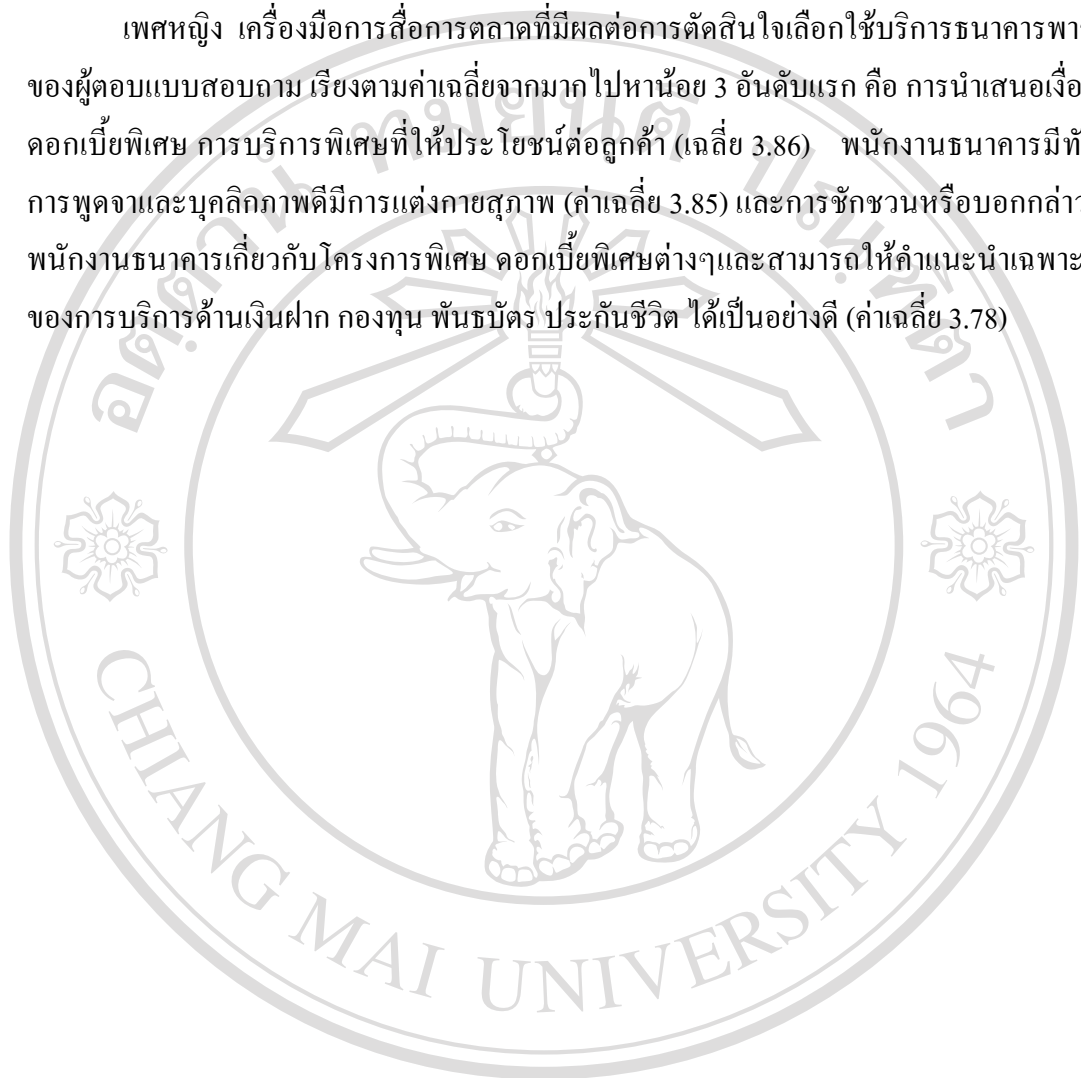 เพศหญิง เครื่องมือการสื่อการตลาดที่มีผลต่อการตัดสินใจเลือกใช้บริการธนาคารพา
ของผู้ตอบแบบสอบถาม เรียงตามค่าเฉลี่ยจากมากไปหาน้อย 3 อันดับแรก คือ การนำเสนอเงื่อ
ดอกเบี้ยพิเศษ การบริการพิเศษที่ให้ประโยชน์ต่อลูกค้า (เฉลี่ย 3.86) พนักงานธนาคารมีทั
การพูดจาและบุคลิกภาพดีมีการแต่งกายสุภาพ (ค่าเฉลี่ย 3.85) และการชักชวนหรือบอกกล่าว
พนักงานธนาคารเกี่ยวกับโครงการพิเศษ ดอกเบี้ยพิเศษต่างๆและสามารถให้คำแนะนำเฉพาะ
ของการบริการด้านเงินฝาก กองทุน พันธบัตร ประกันชีวิต ได้เป็นอย่างดี (ค่าเฉลี่ย 3.78)
อตฺตานํ ทมยนฺติ ปณฺฑิตา
CHIANG MAI UNIVERSITY 1964